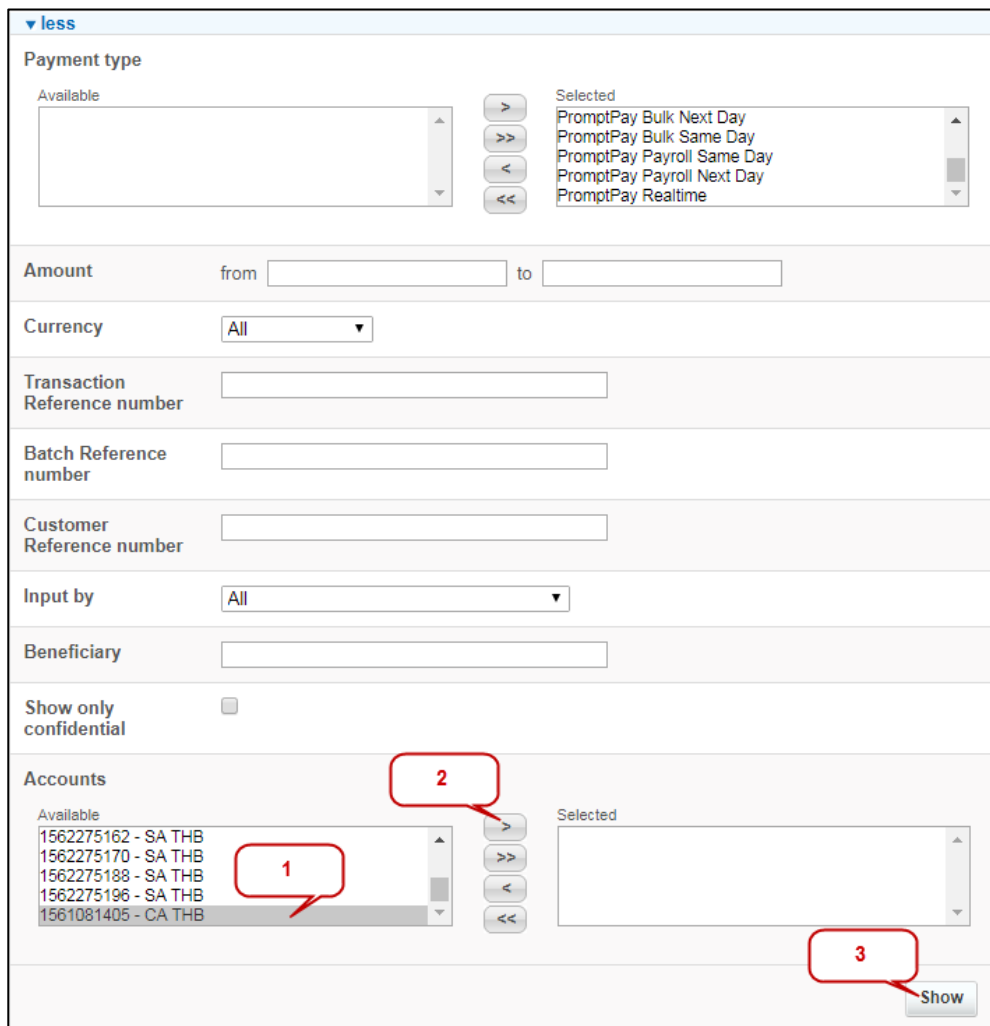 ▾ less
Payment type
Available
Selected
>
>>
<
<<
PromptPay Bulk Next Day
PromptPay Bulk Same Day
PromptPay Payroll Same Day
PromptPay Payroll Next Day
PromptPay Realtime
Amount from to
Currency All
Transaction
Reference number
Batch Reference
number
Customer
Reference number
Input by All
Beneficiary
Show only
confidential
Accounts
2
Available
Selected
1562275162 - SA THB
1562275170 - SA THB
1562275188 - SA THB
1562275196 - SA THB
1561081405 - CA THB
1
>
>>
<
<<
3
Show